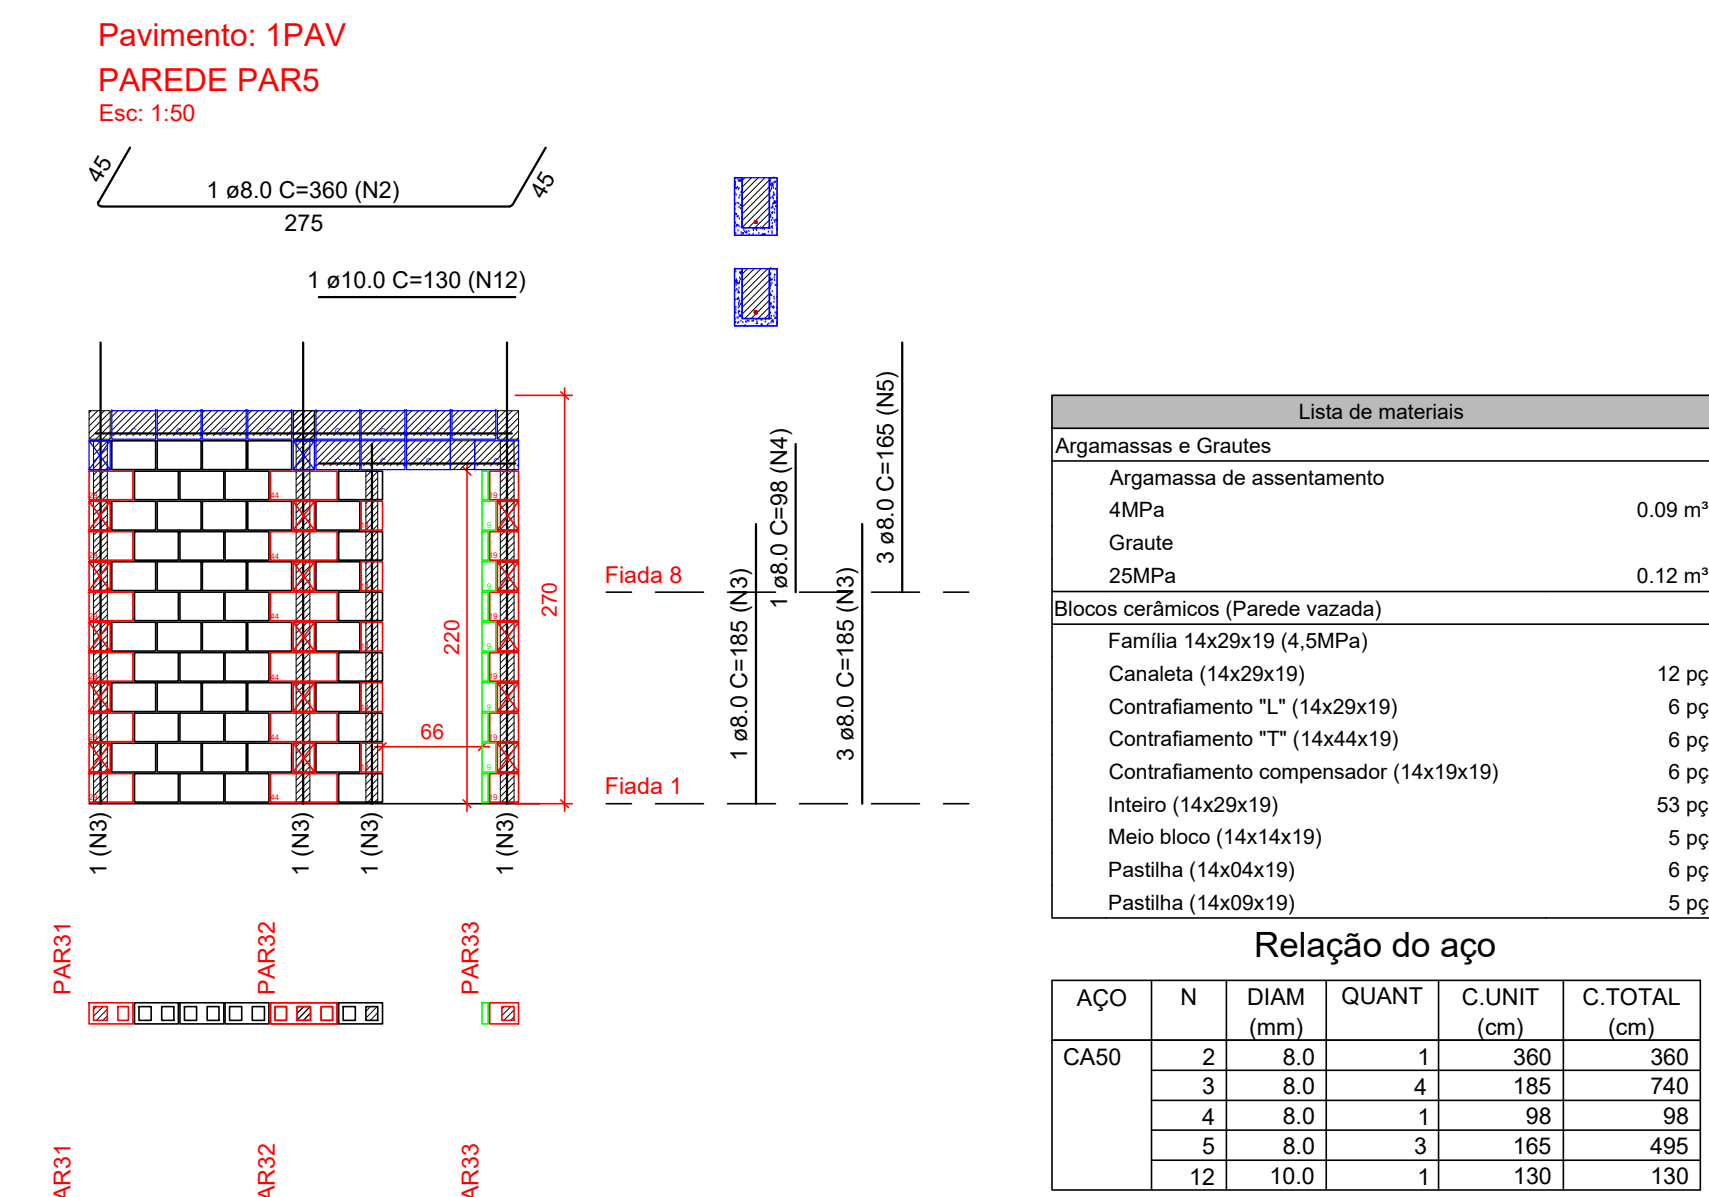 Pavimento: 1PAV
PAREDE PAR5
Esc: 1:50
45
1 ø8.0 C=360 (N2)
45
275
1 ø10.0 C=130 (N12)
Fiada 8
Fiada 1
220
270
66
1 ø8.0 C=185 (N3)
1 ø8.0 C=98 (N4)
3 ø8.0 C=185 (N3)
3 ø8.0 C=165 (N5)
1 (N3)
1 (N3)
1 (N3)
1 (N3)
PAR31
PAR32
PAR33
AR31
AR32
AR33
Lista de materiais
Argamassas e Grautes
Argamassa de assentamento
4MPa 0.09 m³
Graute
25MPa 0.12 m³
Blocos cerâmicos (Parede vazada)
Família 14x29x19 (4,5MPa)
Canaleta (14x29x19) 12 pç
Contrafiamento "L" (14x29x19) 6 pç
Contrafiamento "T" (14x44x19) 6 pç
Contrafiamento compensador (14x19x19) 6 pç
Inteiro (14x29x19) 53 pç
Meio bloco (14x14x19) 5 pç
Pastilha (14x04x19) 6 pç
Pastilha (14x09x19) 5 pç
Relação do aço
AÇO N DIAM QUANT C.UNIT C.TOTAL
(mm) (cm) (cm)
CA50 2 8.0 1 360 360
3 8.0 4 185 740
4 8.0 1 98 98
5 8.0 3 165 495
12 10.0 1 130 130